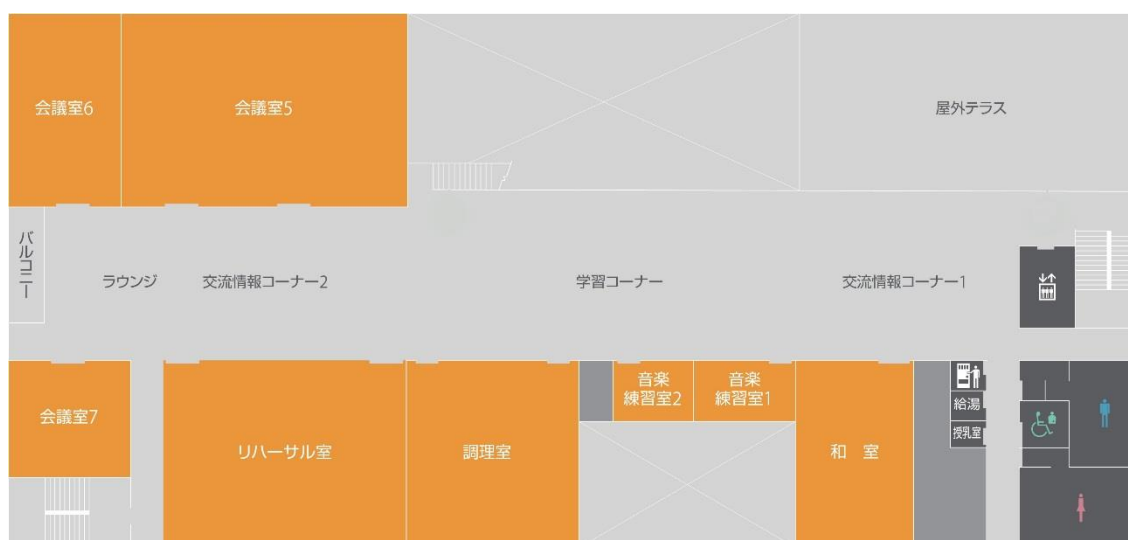 会議室6
会議室5
屋外テラス
バルコニー
ラウンジ
交流情報コーナー2
学習コーナー
交流情報コーナー1
会議室7
リハーサル室
調理室
音楽
練習室2
音楽
練習室1
和 室
給湯
授乳室